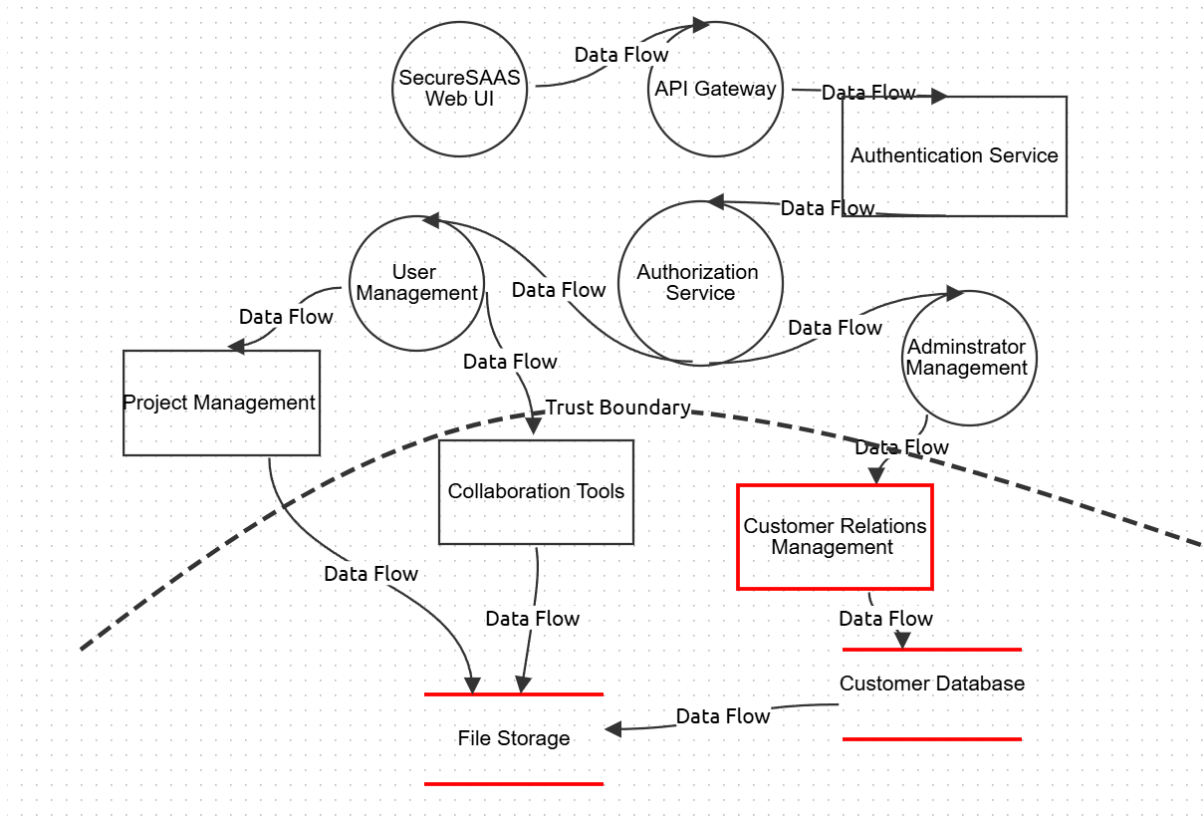 SecureSAAS
Web UI
Data Flow
API Gateway
Data Flow
Authentication Service
Data Flow
Authorization
Service
User
Management
Data Flow
Data Flow
Data Flow
Data Flow
Adminstrator
Management
Project Management
Trust Boundary
Data Flow
Collaboration Tools
Customer Relations
Management
Data Flow
Data Flow
Data Flow
Customer Database
Data Flow
File Storage